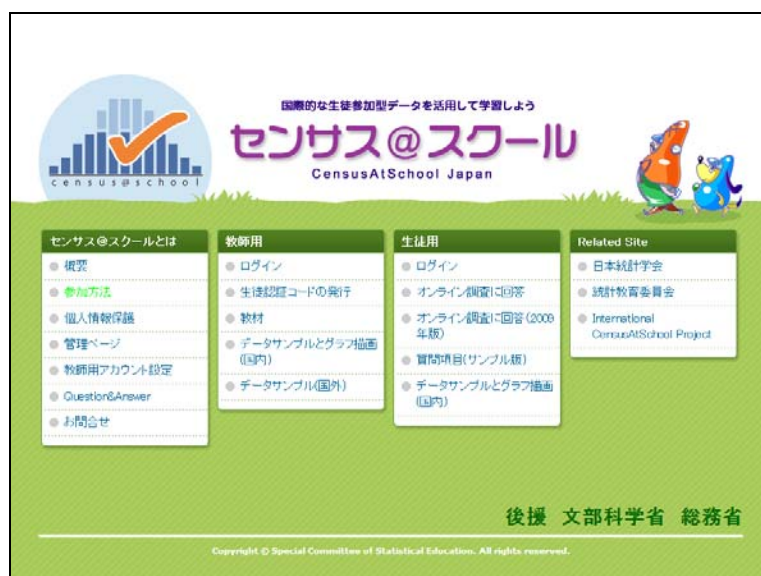 国際的な生徒参加型データを活用して学習しよう
センサス@スクール
CensusAtSchool Japan
census@school
センサス@スクールとは
概要
参加方法
個人情報保護
管理ページ
教師用アカウント設定
Question&Answer
お問合せ
教師用
ログイン
生徒認証コードの発行
教材
データサンプルとグラフ描画
(国内)
データサンプル(国外)
生徒用
ログイン
オンライン調査に回答
オンライン調査に回答(2009
年版)
質問項目(サンプル版)
データサンプルとグラフ描画
(国内)
Related Site
日本統計学会
統計教育委員会
International
CensusAtSchool Project
後援 文部科学省 総務省
Copyright © Special Committee of Statistical Education. All rights reserved.